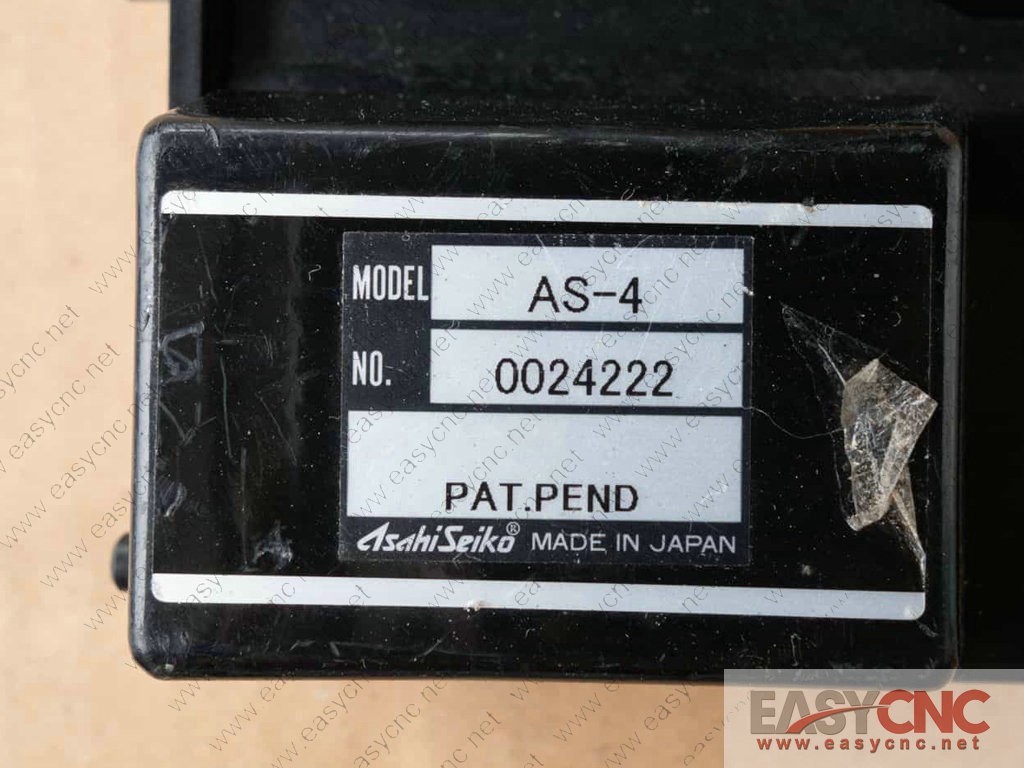 MODEL AS-4
NO. 0024222
PAT.PEND
AsahiSeiko® MADE IN JAPAN
EASYCNC
www.easycnc.net